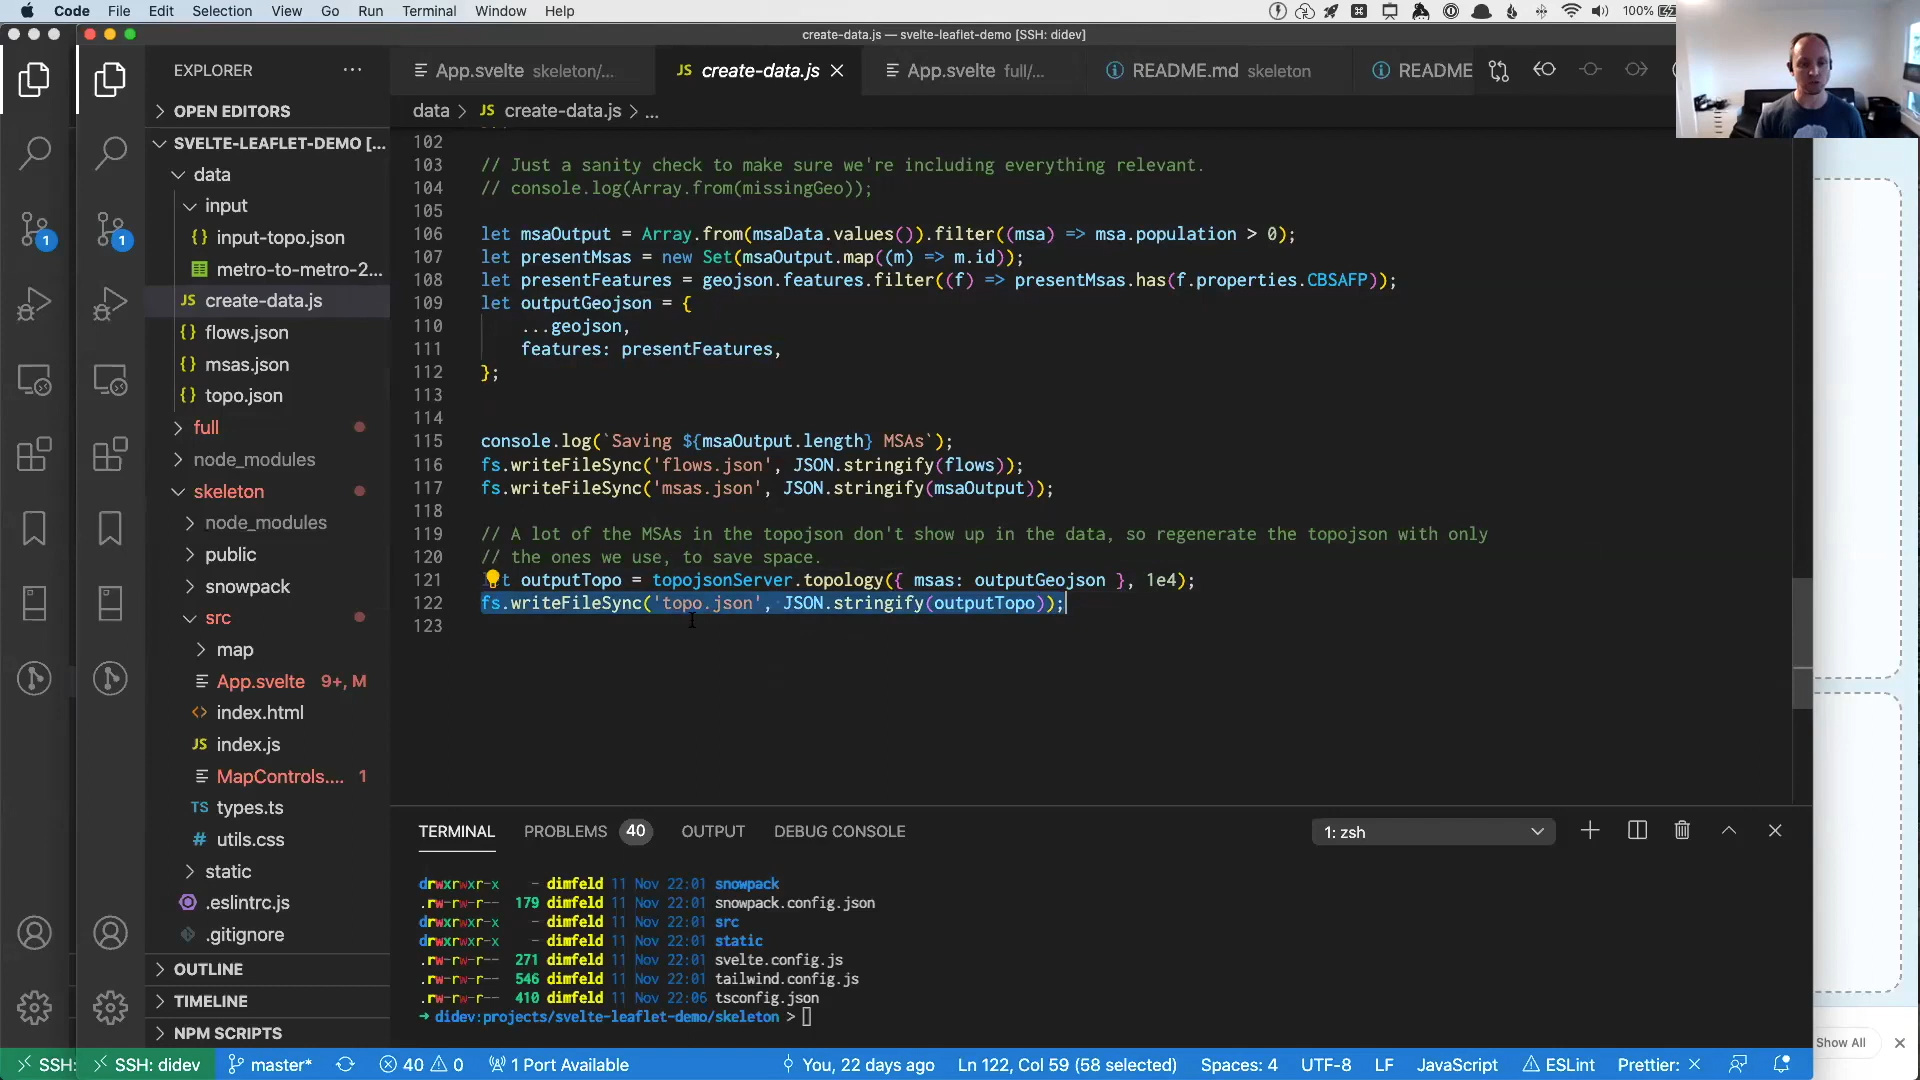 Code File Edit Selection View Go Run Terminal Window Help
100%
create-data.js — svelte-leaflet-demo [SSH: didev]
EXPLORER
App.svelte skeleton/...
JS create-data.js
App.svelte full/...
README.md skeleton
README
OPEN EDITORS
data > JS create-data.js > ...
SVELTE-LEAFLET-DEMO [...
data
input
{} input-topo.json
metro-to-metro-2...
JS create-data.js
{} flows.json
{} msas.json
{} topo.json
full
node_modules
skeleton
node_modules
public
snowpack
src
map
App.svelte 9+, M
<> index.html
JS index.js
MapControls.... 1
TS types.ts
# utils.css
static
.eslintrc.js
.gitignore
OUTLINE
TIMELINE
NPM SCRIPTS
1
1
102
103 // Just a sanity check to make sure we're including everything relevant.
104 // console.log(Array.from(missingGeo));
105
106 let msaOutput = Array.from(msaData.values()).filter((msa) => msa.population > 0);
107 let presentMsas = new Set(msaOutput.map((m) => m.id));
108 let presentFeatures = geojson.features.filter((f) => presentMsas.has(f.properties.CBSAFP));
109 let outputGeojson = {
110 ...geojson,
111 features: presentFeatures,
112 };
113
114
115 console.log(`Saving ${msaOutput.length} MSAs`);
116 fs.writeFileSync('flows.json', JSON.stringify(flows));
117 fs.writeFileSync('msas.json', JSON.stringify(msaOutput));
118
119 // A lot of the MSAs in the topojson don't show up in the data, so regenerate the topojson with only
120 // the ones we use, to save space.
121 let outputTopo = topojsonServer.topology({ msas: outputGeojson }, 1e4);
122 fs.writeFileSync('topo.json', JSON.stringify(outputTopo));
123
TERMINAL PROBLEMS 40 OUTPUT DEBUG CONSOLE
1: zsh
drwxrwxr-x - dimfeld 11 Nov 22:01 snowpack
.rw-rw-r-- 179 dimfeld 11 Nov 22:01 snowpack.config.json
drwxrwxr-x - dimfeld 11 Nov 22:01 src
drwxrwxr-x - dimfeld 11 Nov 22:01 static
.rw-rw-r-- 271 dimfeld 11 Nov 22:01 svelte.config.js
.rw-rw-r-- 546 dimfeld 11 Nov 22:01 tailwind.config.js
.rw-rw-r-- 410 dimfeld 11 Nov 22:06 tsconfig.json
➜ didev:projects/svelte-leaflet-demo/skeleton >
Show All
SSH:
SSH: didev master* 40 0 1 Port Available You, 22 days ago Ln 122, Col 59 (58 selected) Spaces: 4 UTF-8 LF JavaScript ESLint Prettier: ×